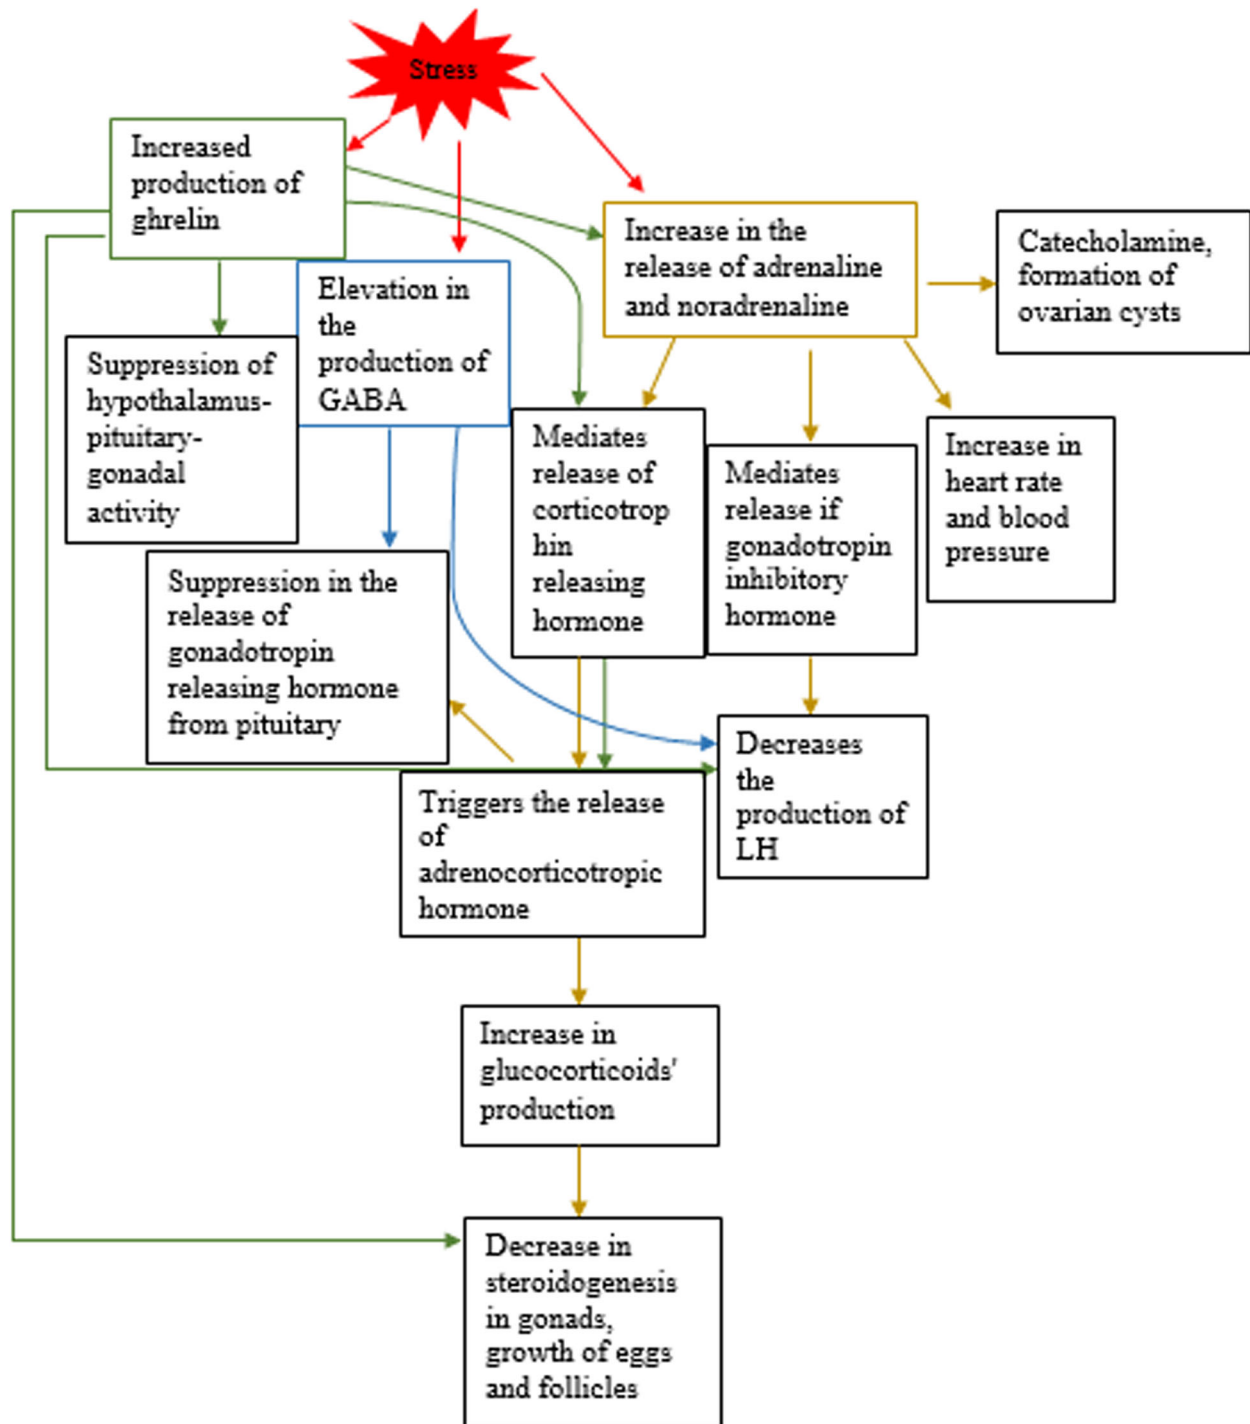 Stress
Increased
production of
ghrelin
Increase in the
release of adrenaline
and noradrenaline
Catecholamine,
formation of
ovarian cysts
Elevation in
the
production of
GABA
Suppression of
hypothalamus-
pituitary-
gonadal
activity
Mediates
release of
corticotrop
hin
releasing
hormone
Mediates
release if
gonadotropin
inhibitory
hormone
Increase in
heart rate
and blood
pressure
Suppression in the
release of
gonadotropin
releasing hormone
from pituitary
Decreases
the
production of
LH
Triggers the release
of
adrenocorticotropic
hormone
Increase in
glucocorticoids'
production
Decrease in
steroidogenesis
in gonads,
growth of eggs
and follicles